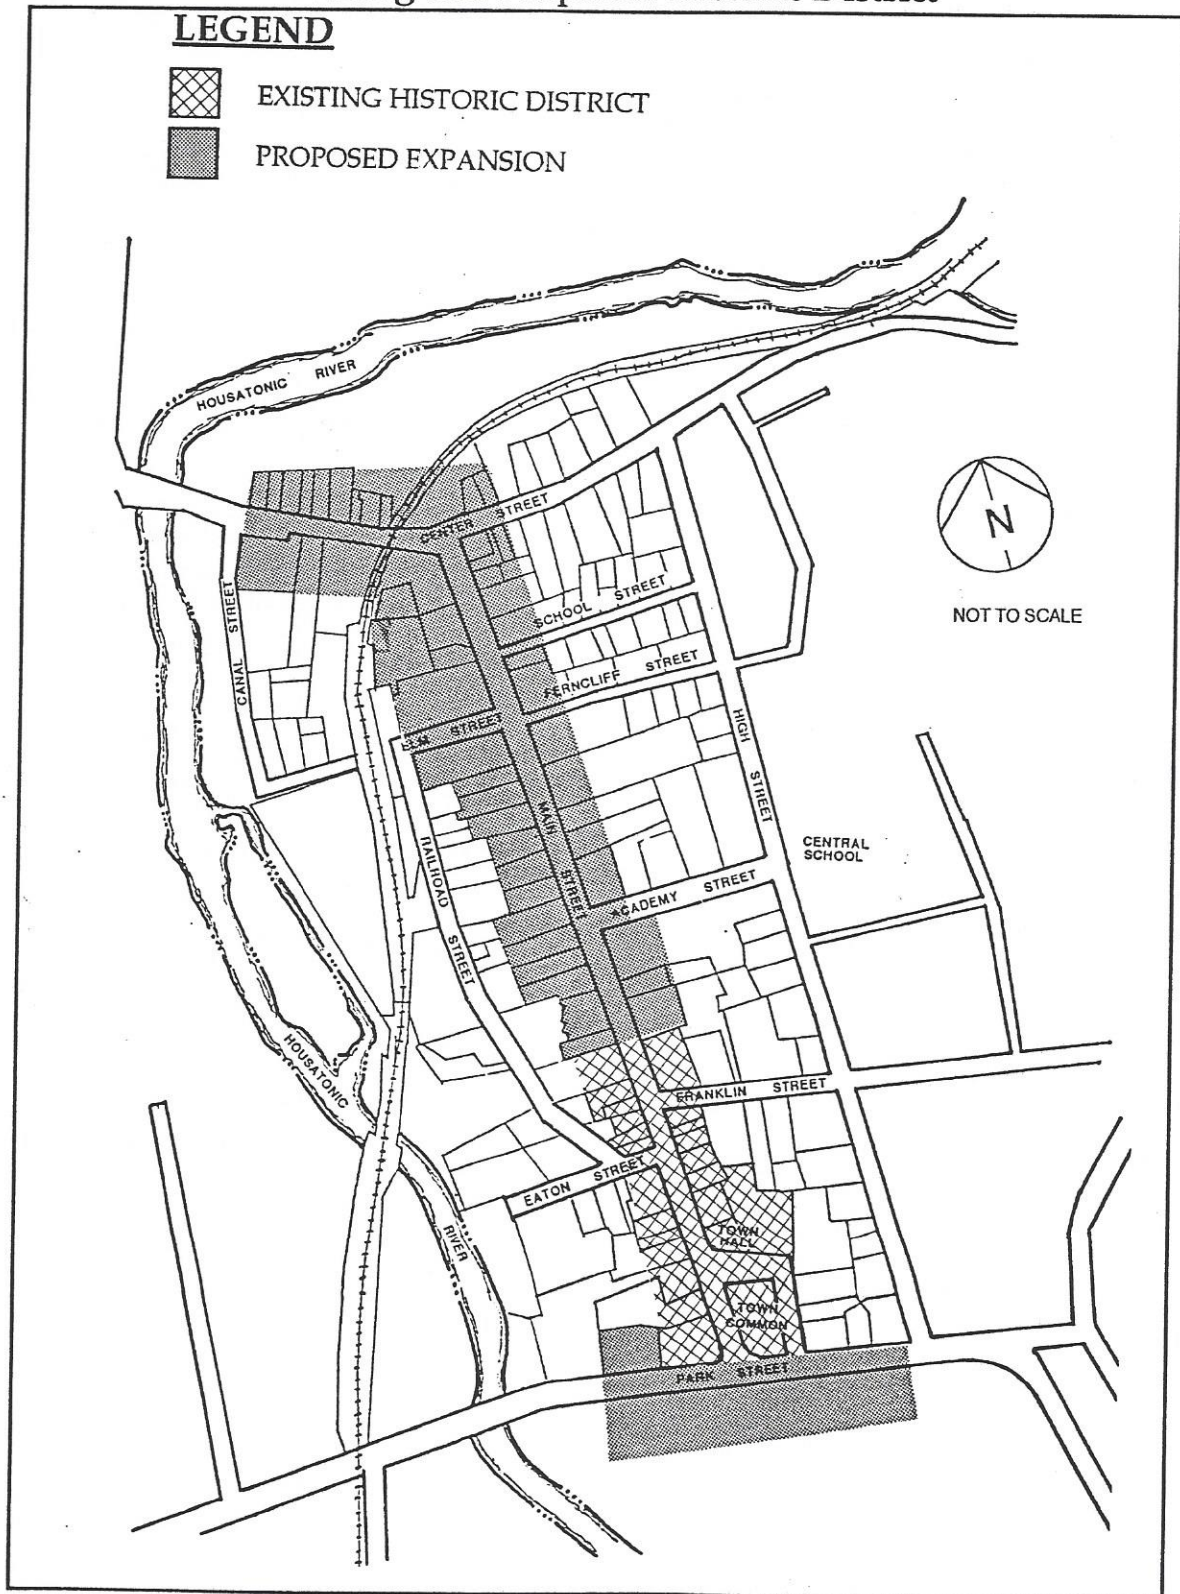 District
LEGEND
EXISTING HISTORIC DISTRICT
PROPOSED EXPANSION
HOUSATONIC RIVER
CENTER STREET
N
NOT TO SCALE
SCHOOL STREET
CANAL STREET
FERNCLIFF STREET
ELM STREET
HIGH STREET
MAIN STREET
CENTRAL
SCHOOL
RAILROAD STREET
ACADEMY STREET
HOUSATONIC RIVER
FRANKLIN STREET
EATON STREET
TOWN
HALL
TOWN
COMMON
PARK STREET